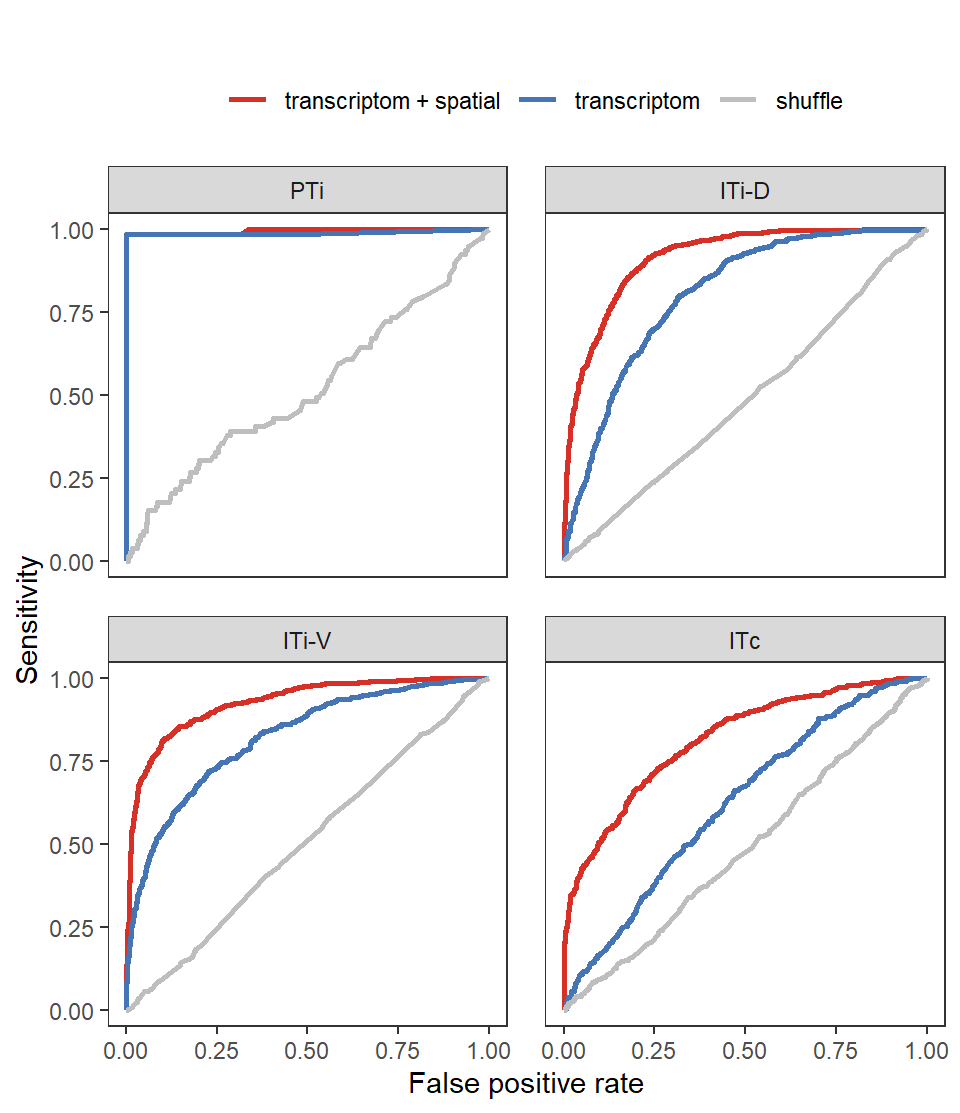 transcriptom + spatial transcriptom shuffle
PTi ITi-D
1.00
0.75
0.50
0.25
0.00
Sensitivity
ITi-V ITc
1.00
0.75
0.50
0.25
0.00
0.00 0.25 0.50 0.75 1.00 0.00 0.25 0.50 0.75 1.00
False positive rate